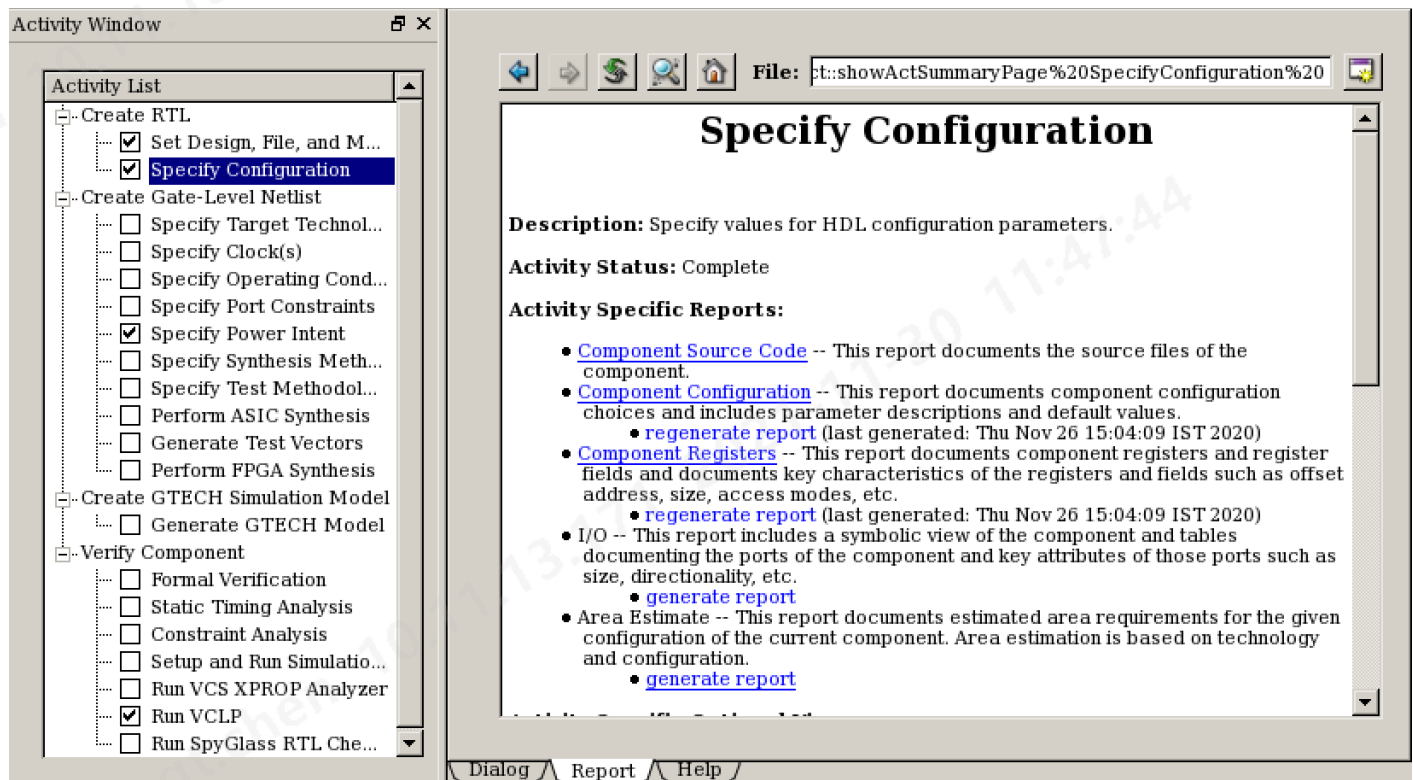 Activity Window
Activity List
Create RTL
Set Design, File, and M...
Specify Configuration
Create Gate-Level Netlist
Specify Target Technol...
Specify Clock(s)
Specify Operating Cond...
Specify Port Constraints
Specify Power Intent
Specify Synthesis Meth...
Specify Test Methodol...
Perform ASIC Synthesis
Generate Test Vectors
Perform FPGA Synthesis
Create GTECH Simulation Model
Generate GTECH Model
Verify Component
Formal Verification
Static Timing Analysis
Constraint Analysis
Setup and Run Simulatio...
Run VCS XPROP Analyzer
Run VCLP
Run SpyGlass RTL Che...
File: ct::showActSummaryPage%20SpecifyConfiguration%20
Specify Configuration
Description: Specify values for HDL configuration parameters.
Activity Status: Complete
Activity Specific Reports:
Component Source Code -- This report documents the source files of the
component.
Component Configuration -- This report documents component configuration
choices and includes parameter descriptions and default values.
regenerate report (last generated: Thu Nov 26 15:04:09 IST 2020)
Component Registers -- This report documents component registers and register
fields and documents key characteristics of the registers and fields such as offset
address, size, access modes, etc.
regenerate report (last generated: Thu Nov 26 15:04:09 IST 2020)
I/O -- This report includes a symbolic view of the component and tables
documenting the ports of the component and key attributes of those ports such as
size, directionality, etc.
generate report
Area Estimate -- This report documents estimated area requirements for the given
configuration of the current component. Area estimation is based on technology
and configuration.
generate report
Dialog Report Help
11-30 11:47:44